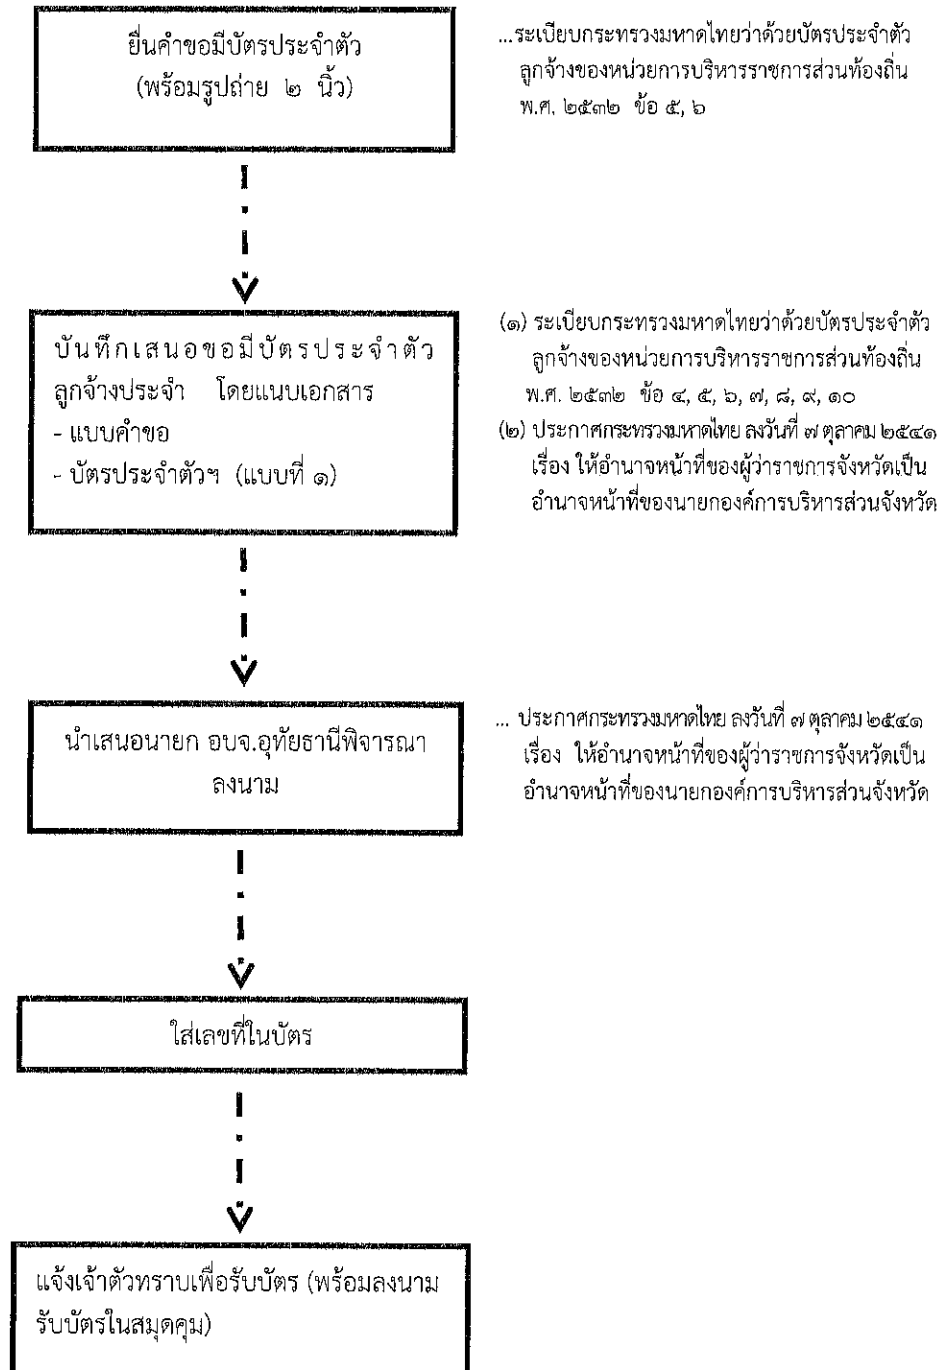 ยื่นคำขอมีบัตรประจำตัว
(พร้อมรูปถ่าย ๒ นิ้ว)
...ระเบียบกระทรวงมหาดไทยว่าด้วยบัตรประจำตัว
ลูกจ้างของหน่วยการบริหารราชการส่วนท้องถิ่น
พ.ศ. ๒๕๓๒ ข้อ ๕, ๖
บันทึกเสนอขอมีบัตรประจำตัว
ลูกจ้างประจำ โดยแนบเอกสาร
- แบบคำขอ
- บัตรประจำตัวฯ (แบบที่ ๑)
(๑) ระเบียบกระทรวงมหาดไทยว่าด้วยบัตรประจำตัว
ลูกจ้างของหน่วยการบริหารราชการส่วนท้องถิ่น
พ.ศ. ๒๕๓๒ ข้อ ๔, ๕, ๖, ๗, ๘, ๙, ๑๐
(๒) ประกาศกระทรวงมหาดไทย ลงวันที่ ๗ ตุลาคม ๒๕๔๑
เรื่อง ให้อำนาจหน้าที่ของผู้ว่าราชการจังหวัดเป็น
อำนาจหน้าที่ของนายกองค์การบริหารส่วนจังหวัด
นำเสนอนายก อบจ.อุทัยธานีพิจารณา
ลงนาม
... ประกาศกระทรวงมหาดไทย ลงวันที่ ๗ ตุลาคม ๒๕๔๑
เรื่อง ให้อำนาจหน้าที่ของผู้ว่าราชการจังหวัดเป็น
อำนาจหน้าที่ของนายกองค์การบริหารส่วนจังหวัด
ใส่เลขที่ในบัตร
แจ้งเจ้าตัวทราบเพื่อรับบัตร (พร้อมลงนาม
รับบัตรในสมุดคุม)